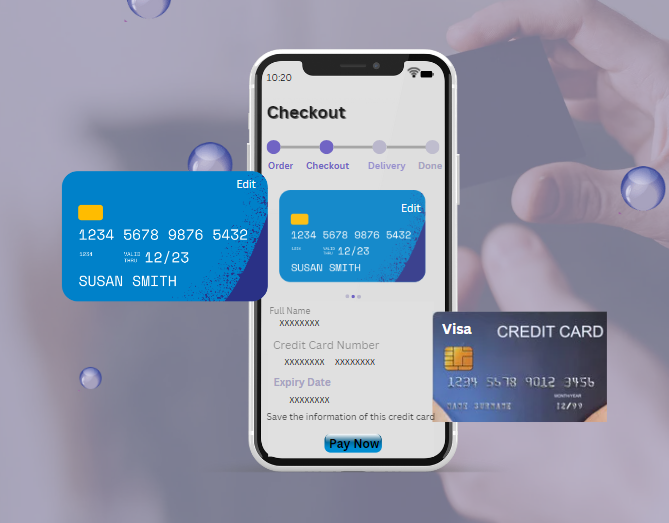 10:20
Checkout
Order Checkout Delivery Done
Edit
1234 5678 9876 5432
1234 VALID THRU 12/23
SUSAN SMITH
Edit
1234 5678 9876 5432
1234 VALID THRU 12/23
SUSAN SMITH
Full Name
XXXXXXXX
Credit Card Number
XXXXXXXX XXXXXXXX
Expiry Date
XXXXXXXX
Save the information of this credit card
Pay Now
Visa CREDIT CARD
1234 5678 9012 3456
MONTH/YEAR
NAME SURNAME 12/99